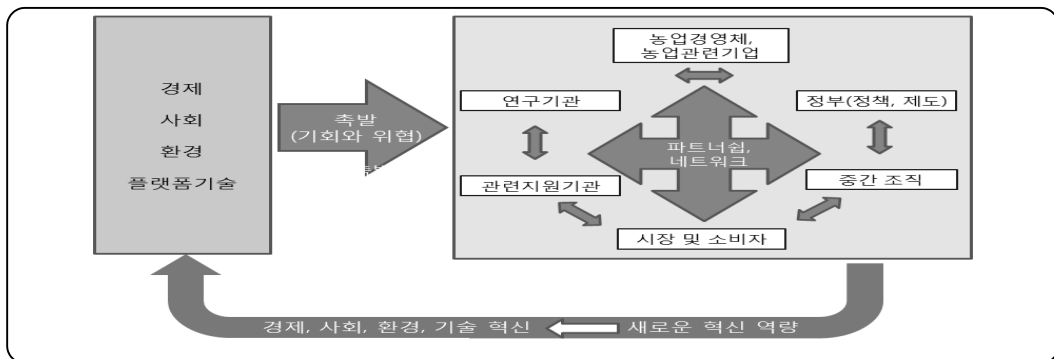 경제
사회
환경
플랫폼기술
촉발
(기회와 위협)
농업경영체,
농업관련기업
연구기관
정부(정책, 제도)
파트너쉽,
네트워크
관련지원기관
중간 조직
시장 및 소비자
경제, 사회, 환경, 기술 혁신
새로운 혁신 역량